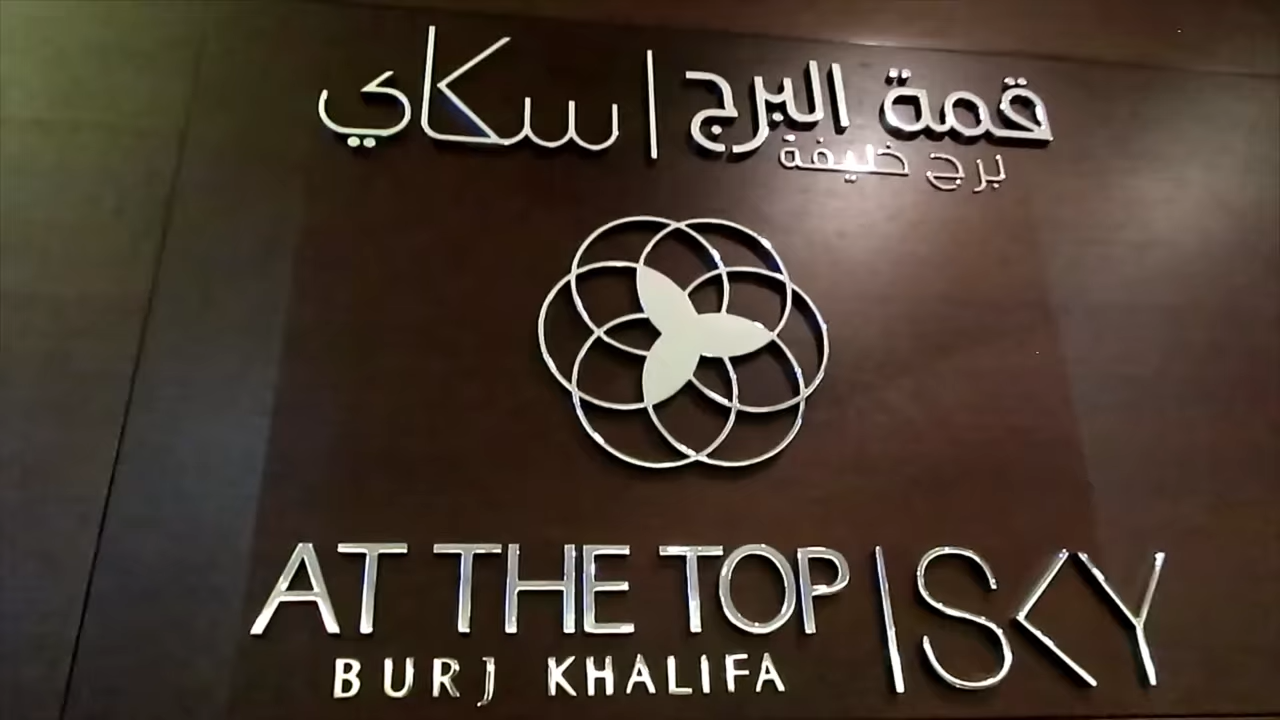 قمة البرج | سكاي
برج خليفة
AT THE TOP | SKY
BURJ KHALIFA